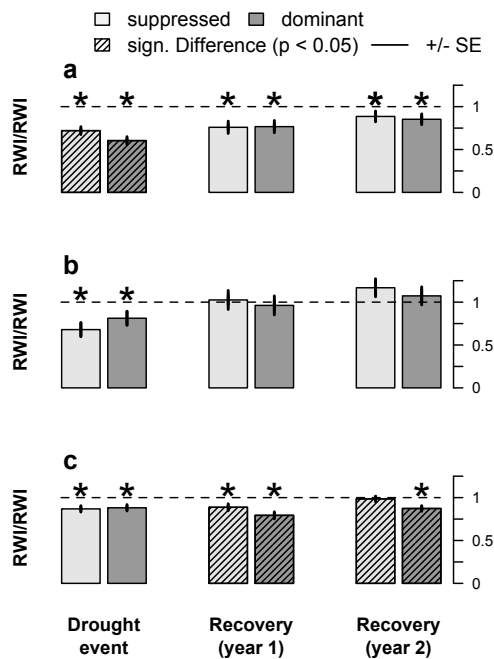 suppressed dominant
sign. Difference (p < 0.05) +/- SE
a
* * * * * *
RWI/RWI
1
0.5
0
b
* *
RWI/RWI
1
0.5
0
c
* * * * *
RWI/RWI
1
0.5
0
Drought Recovery Recovery
event (year 1) (year 2)